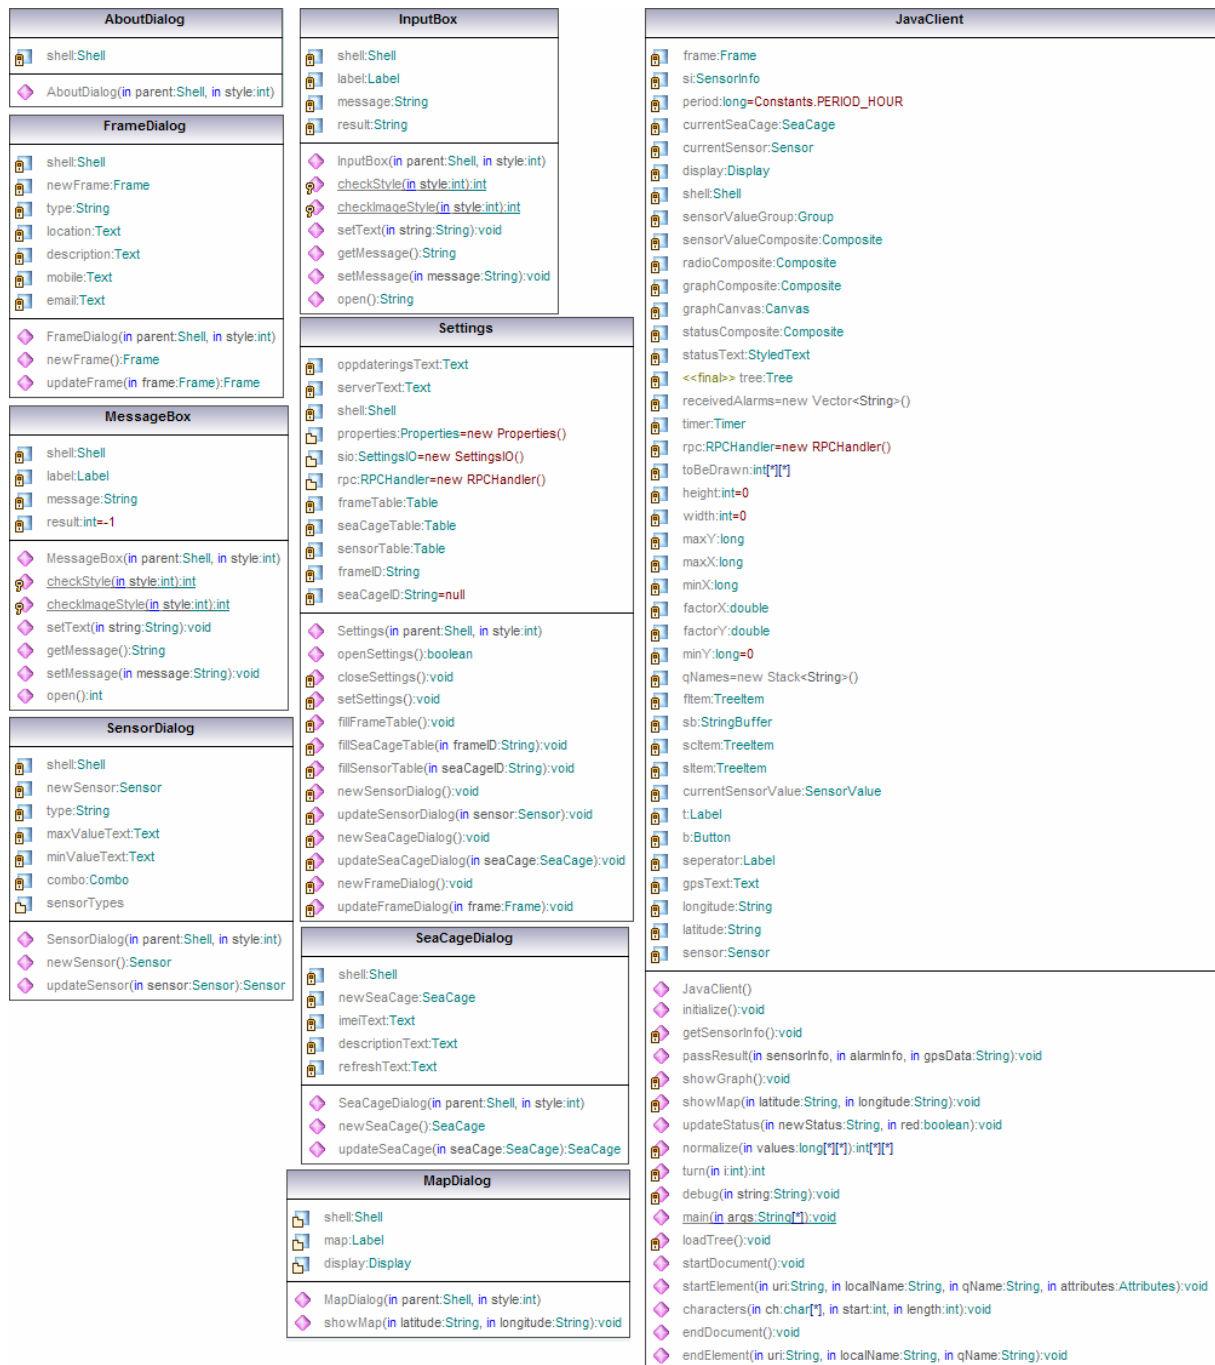 AboutDialog
shell:Shell
AboutDialog(in parent:Shell, in style:int)
FrameDialog
shell:Shell
newFrame:Frame
type:String
location:Text
description:Text
mobile:Text
email:Text
FrameDialog(in parent:Shell, in style:int)
newFrame():Frame
updateFrame(in frame:Frame):Frame
MessageBox
shell:Shell
label:Label
message:String
result:int=-1
MessageBox(in parent:Shell, in style:int)
checkStyle(in style:int):int
checkImageStyle(in style:int):int
setText(in string:String):void
getMessage():String
setMessage(in message:String):void
open():int
SensorDialog
shell:Shell
newSensor:Sensor
type:String
maxValueText:Text
minValueText:Text
combo:Combo
sensorTypes
SensorDialog(in parent:Shell, in style:int)
newSensor():Sensor
updateSensor(in sensor:Sensor):Sensor
InputBox
shell:Shell
label:Label
message:String
result:String
InputBox(in parent:Shell, in style:int)
checkStyle(in style:int):int
checkImageStyle(in style:int):int
setText(in string:String):void
getMessage():String
setMessage(in message:String):void
open():String
Settings
oppdateringsText:Text
serverText:Text
shell:Shell
properties:Properties=new Properties()
sio:SettingsIO=new SettingsIO()
rpc:RPCHandler=new RPCHandler()
frameTable:Table
seaCageTable:Table
sensorTable:Table
frameID:String
seaCageID:String=null
Settings(in parent:Shell, in style:int)
openSettings():boolean
closeSettings():void
setSettings():void
fillFrameTable():void
fillSeaCageTable(in frameID:String):void
fillSensorTable(in seaCageID:String):void
newSensorDialog():void
updateSensorDialog(in sensor:Sensor):void
newSeaCageDialog():void
updateSeaCageDialog(in seaCage:SeaCage):void
newFrameDialog():void
updateFrameDialog(in frame:Frame):void
SeaCageDialog
shell:Shell
newSeaCage:SeaCage
imeiText:Text
descriptionText:Text
refreshText:Text
SeaCageDialog(in parent:Shell, in style:int)
newSeaCage():SeaCage
updateSeaCage(in seaCage:SeaCage):SeaCage
MapDialog
shell:Shell
map:Label
display:Display
MapDialog(in parent:Shell, in style:int)
showMap(in latitude:String, in longitude:String):void
JavaClient
frame:Frame
si:SensorInfo
period:long=Constants.PERIOD_HOUR
currentSeaCage:SeaCage
currentSensor:Sensor
display:Display
shell:Shell
sensorValueGroup:Group
sensorValueComposite:Composite
radioComposite:Composite
graphComposite:Composite
graphCanvas:Canvas
statusComposite:Composite
statusText:StyledText
<<final>> tree:Tree
receivedAlarms=new Vector<String>()
timer:Timer
rpc:RPCHandler=new RPCHandler()
toBeDrawn:int[*][*]
height:int=0
width:int=0
maxY:long
maxX:long
minX:long
factorX:double
factorY:double
minY:long=0
qNames=new Stack<String>()
fItem:TreeItem
sb:StringBuffer
scItem:TreeItem
sItem:TreeItem
currentSensorValue:SensorValue
t:Label
b:Button
seperator:Label
gpsText:Text
longitude:String
latitude:String
sensor:Sensor
JavaClient()
initialize():void
getSensorInfo():void
passResult(in sensorInfo, in alarmInfo, in gpsData:String):void
showGraph():void
showMap(in latitude:String, in longitude:String):void
updateStatus(in newStatus:String, in red:boolean):void
normalize(in values:long[*][*]):int[*][*]
turn(in i:int):int
debug(in string:String):void
main(in args:String[*]):void
loadTree():void
startDocument():void
startElement(in uri:String, in localName:String, in qName:String, in attributes:Attributes):void
characters(in ch:char[*], in start:int, in length:int):void
endDocument():void
endElement(in uri:String, in localName:String, in qName:String):void